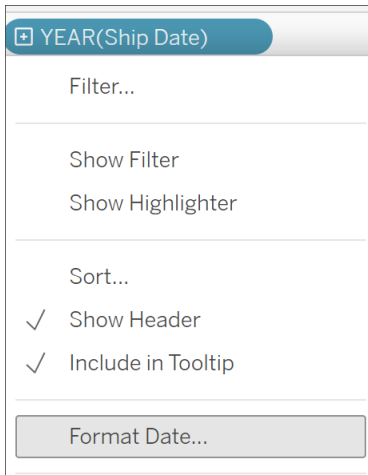 YEAR(Ship Date)
Filter...
Show Filter
Show Highlighter
Sort...
Show Header
Include in Tooltip
Format Date...